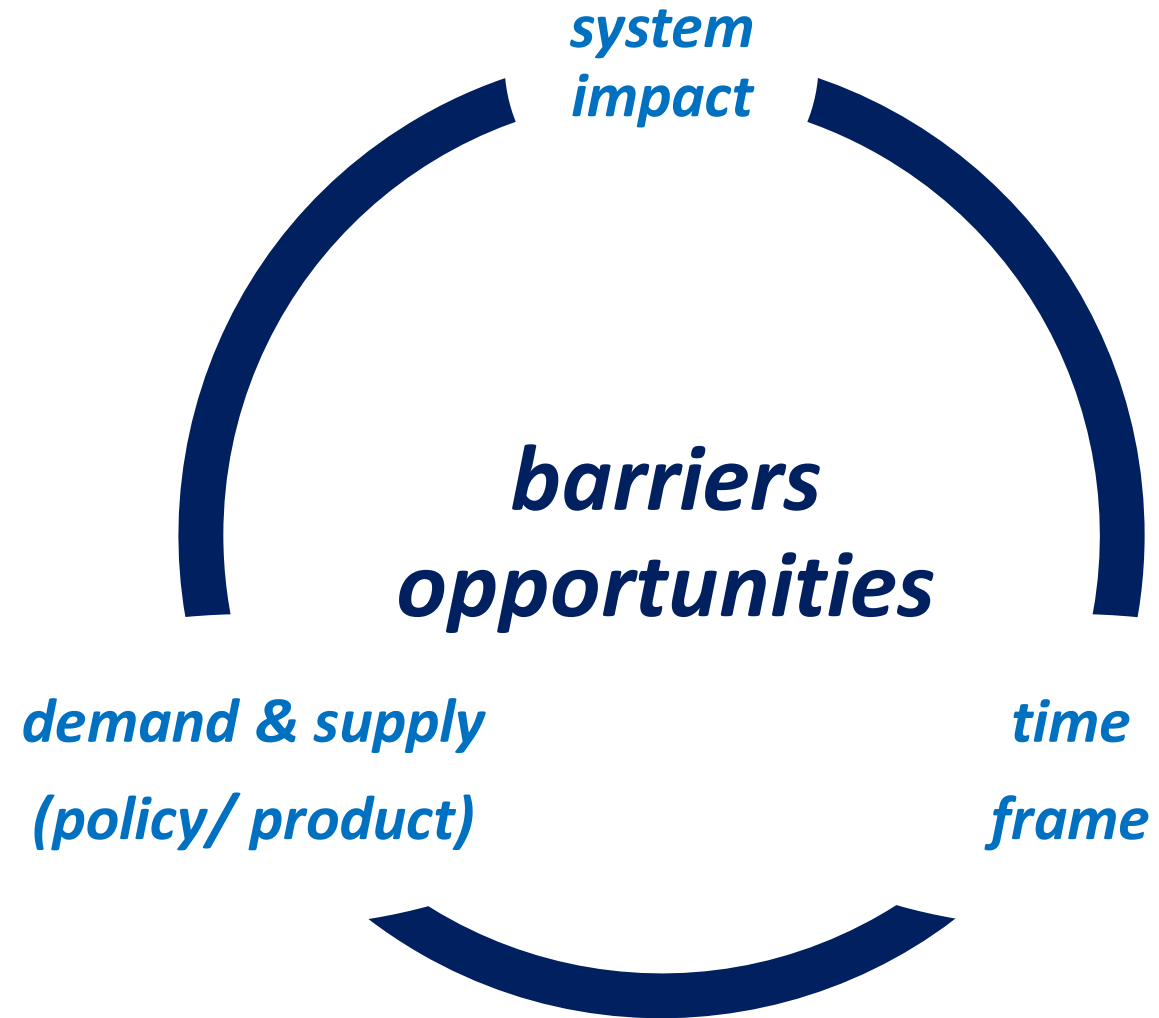 system
impact
barriers
opportunities
demand & supply
(policy/ product)
time
frame